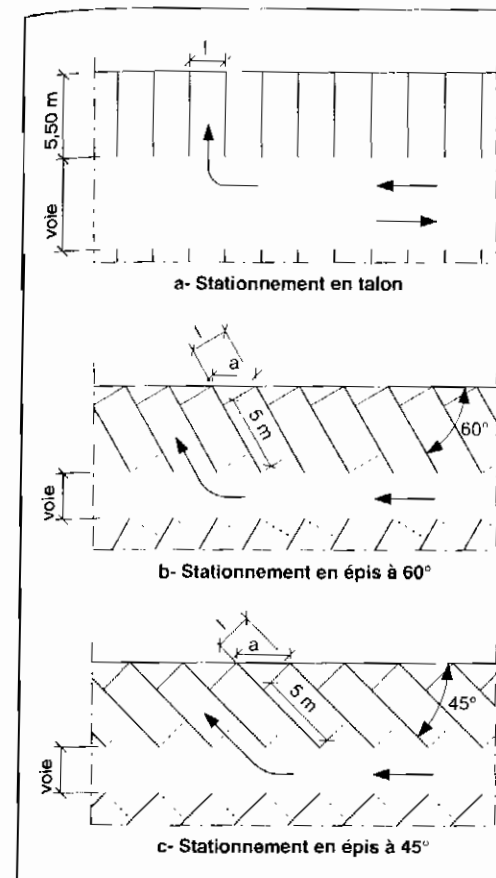 l
5,50 m
voie
a- Stationnement en talon
l
a
5 m
60°
voie
b- Stationnement en épis à 60°
l
a
5 m
45°
voie
c- Stationnement en épis à 45°